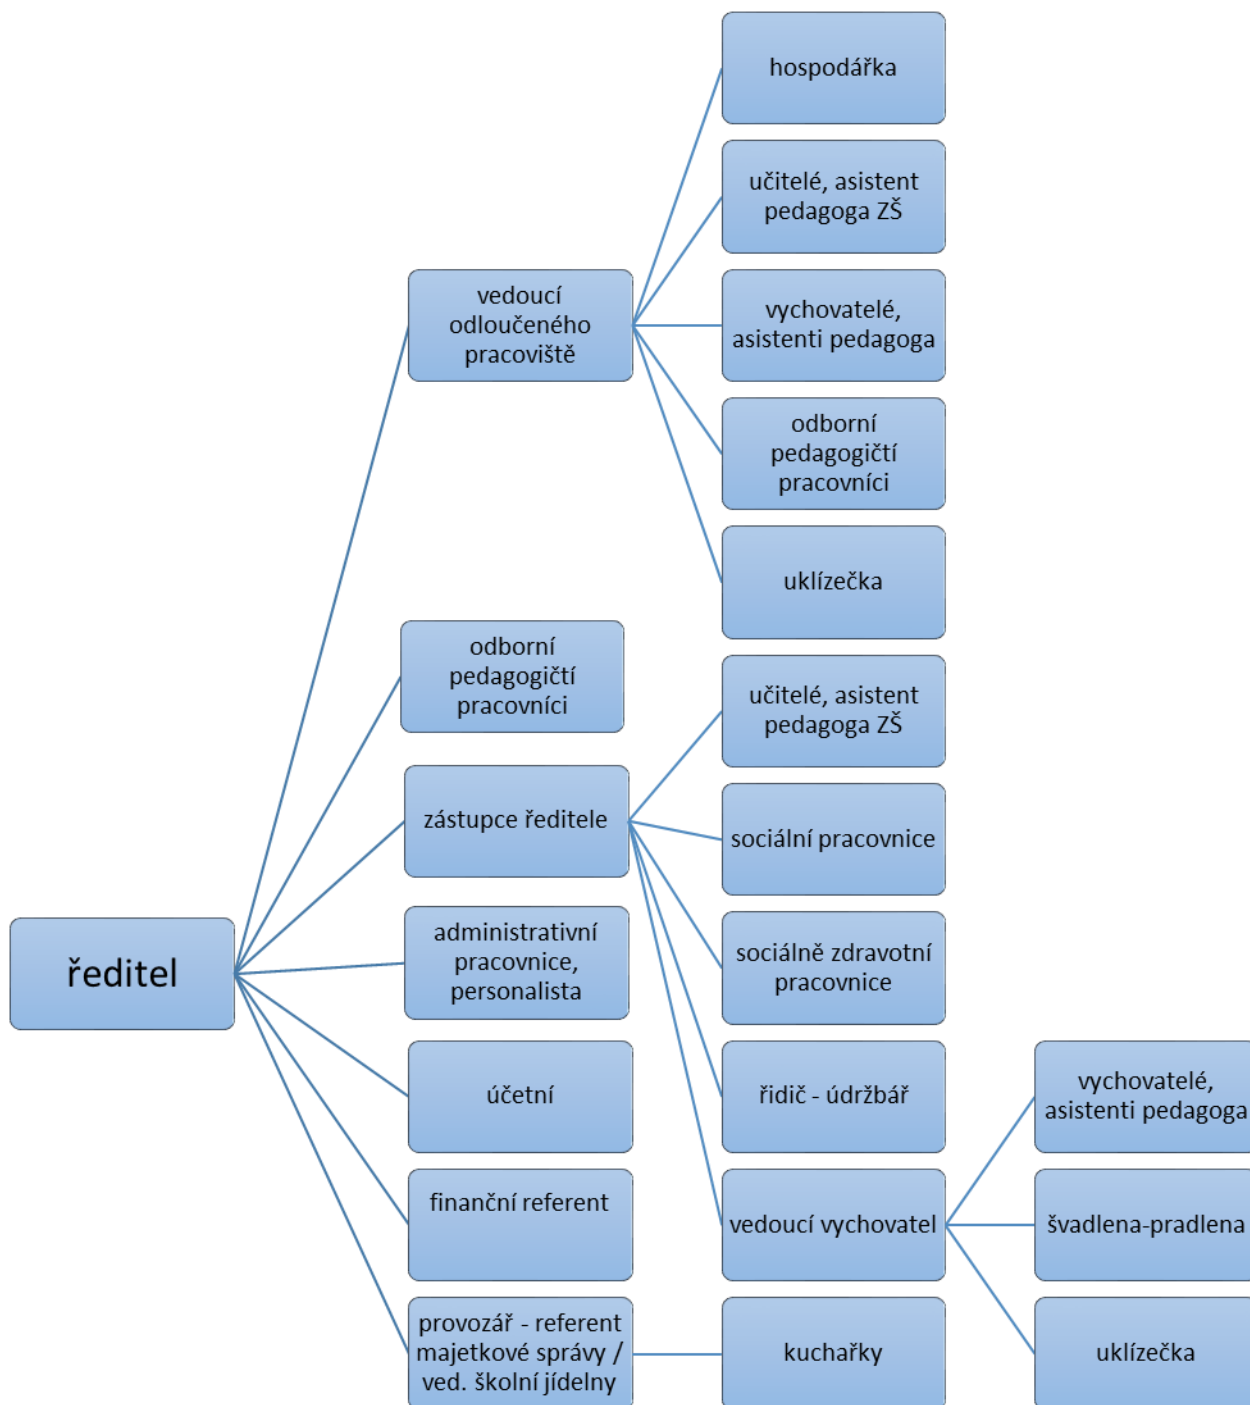 hospodářka
učitelé, asistent
pedagoga ZŠ
vedoucí
odloučeného
pracoviště
vychovatelé,
asistenti pedagoga
odborní
pedagogičtí
pracovníci
uklízečka
odborní
pedagogičtí
pracovníci
učitelé, asistent
pedagoga ZŠ
zástupce ředitele
sociální pracovnice
ředitel
administrativní
pracovnice,
personalista
sociálně zdravotní
pracovnice
účetní
řidič - údržbář
vychovatelé,
asistenti pedagoga
finanční referent
vedoucí vychovatel
švadlena-pradlena
provozář - referent
majetkové správy /
ved. školní jídelny
kuchařky
uklízečka